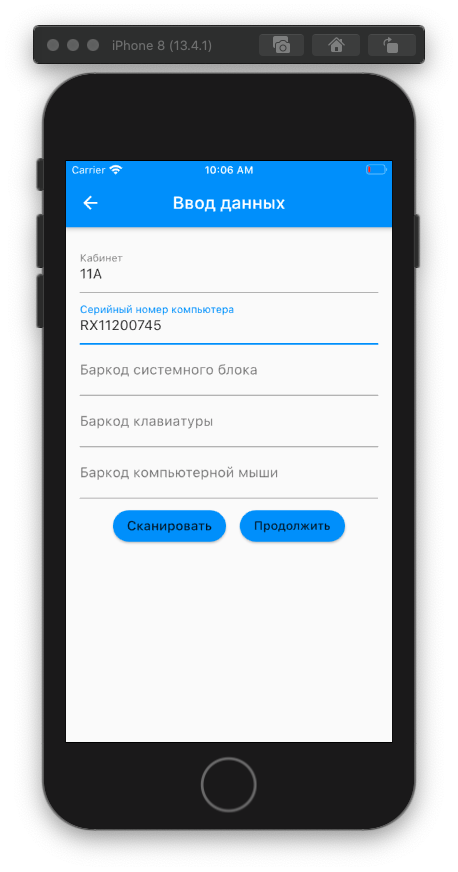 iPhone 8 (13.4.1)
Carrier 10:06 AM
Ввод данных
Кабинет
11A
Серийный номер компьютера
RX11200745
Баркод системного блока
Баркод клавиатуры
Баркод компьютерной мыши
Сканировать Продолжить